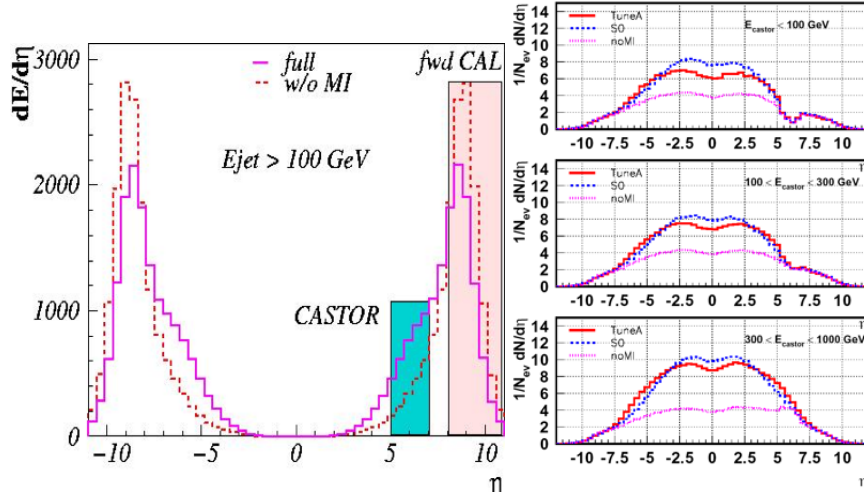 dE/dη
3000
2000
1000
0
full
w/o MI
fwd CAL
Ejet > 100 GeV
CASTOR
-10
-5
0
5
10
η
1/N_ev dN/dη
14
12
10
8
6
4
2
0
TuneA
S0
noMI
E_castor < 100 GeV
-10
-7.5
-5
-2.5
0
2.5
5
7.5
10
η
1/N_ev dN/dη
14
12
10
8
6
4
2
0
TuneA
S0
noMI
100 < E_castor < 300 GeV
-10
-7.5
-5
-2.5
0
2.5
5
7.5
10
η
1/N_ev dN/dη
14
12
10
8
6
4
2
0
TuneA
S0
noMI
300 < E_castor < 1000 GeV
-10
-7.5
-5
-2.5
0
2.5
5
7.5
10
η